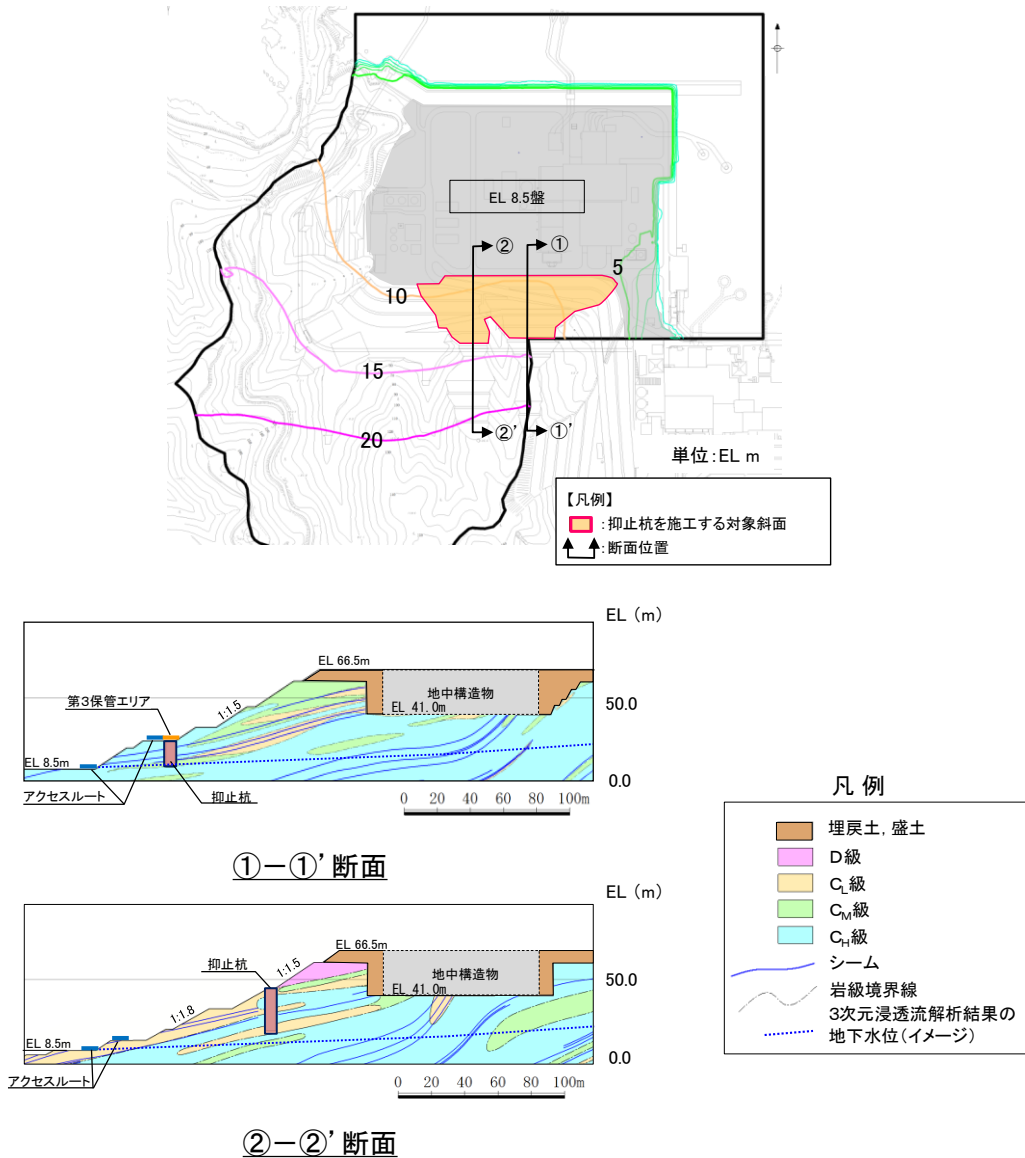 EL 8.5盤
② ①
5
10
15
20
②’ ①’
単位:EL m
【凡例】
:抑止杭を施工する対象斜面
:断面位置
EL (m)
EL 66.5m
第3保管エリア
1:1.5
地中構造物
EL 41.0m
50.0
EL 8.5m
0.0
アクセスルート
抑止杭
0 20 40 60 80 100m
①-①’断面
EL (m)
抑止杭
EL 66.5m
1:1.5
地中構造物
EL 41.0m
50.0
1:1.8
EL 8.5m
0.0
アクセスルート
0 20 40 60 80 100m
②-②’断面
凡 例
埋戻土, 盛土
D級
CL級
CM級
CH級
シーム
岩級境界線
3次元浸透流解析結果の
地下水位(イメージ)